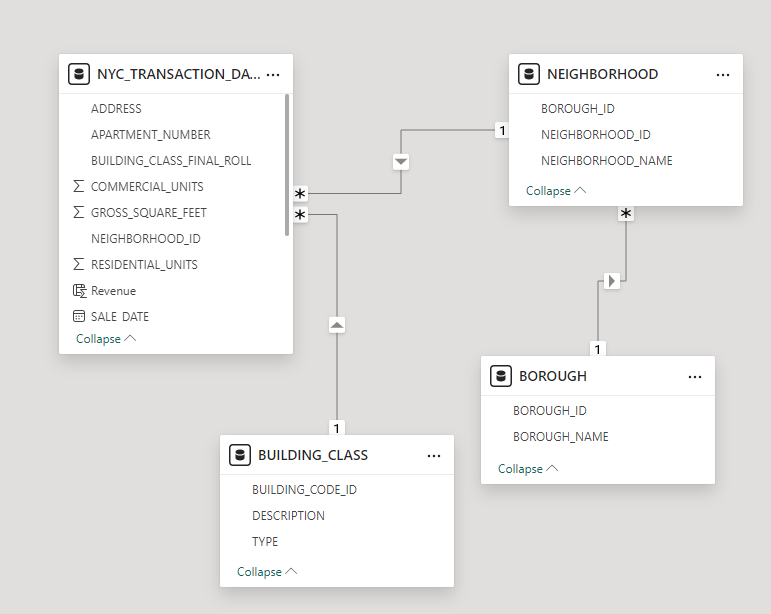 NYC_TRANSACTION_DA... ...
ADDRESS
APARTMENT_NUMBER
BUILDING_CLASS_FINAL_ROLL
Σ COMMERCIAL_UNITS
Σ GROSS_SQUARE_FEET
NEIGHBORHOOD_ID
Σ RESIDENTIAL_UNITS
Revenue
SALE_DATE
Collapse
NEIGHBORHOOD ...
BOROUGH_ID
NEIGHBORHOOD_ID
NEIGHBORHOOD_NAME
Collapse
1
*
*
*
1
BOROUGH ...
BOROUGH_ID
BOROUGH_NAME
Collapse
1
BUILDING_CLASS ...
BUILDING_CODE_ID
DESCRIPTION
TYPE
Collapse